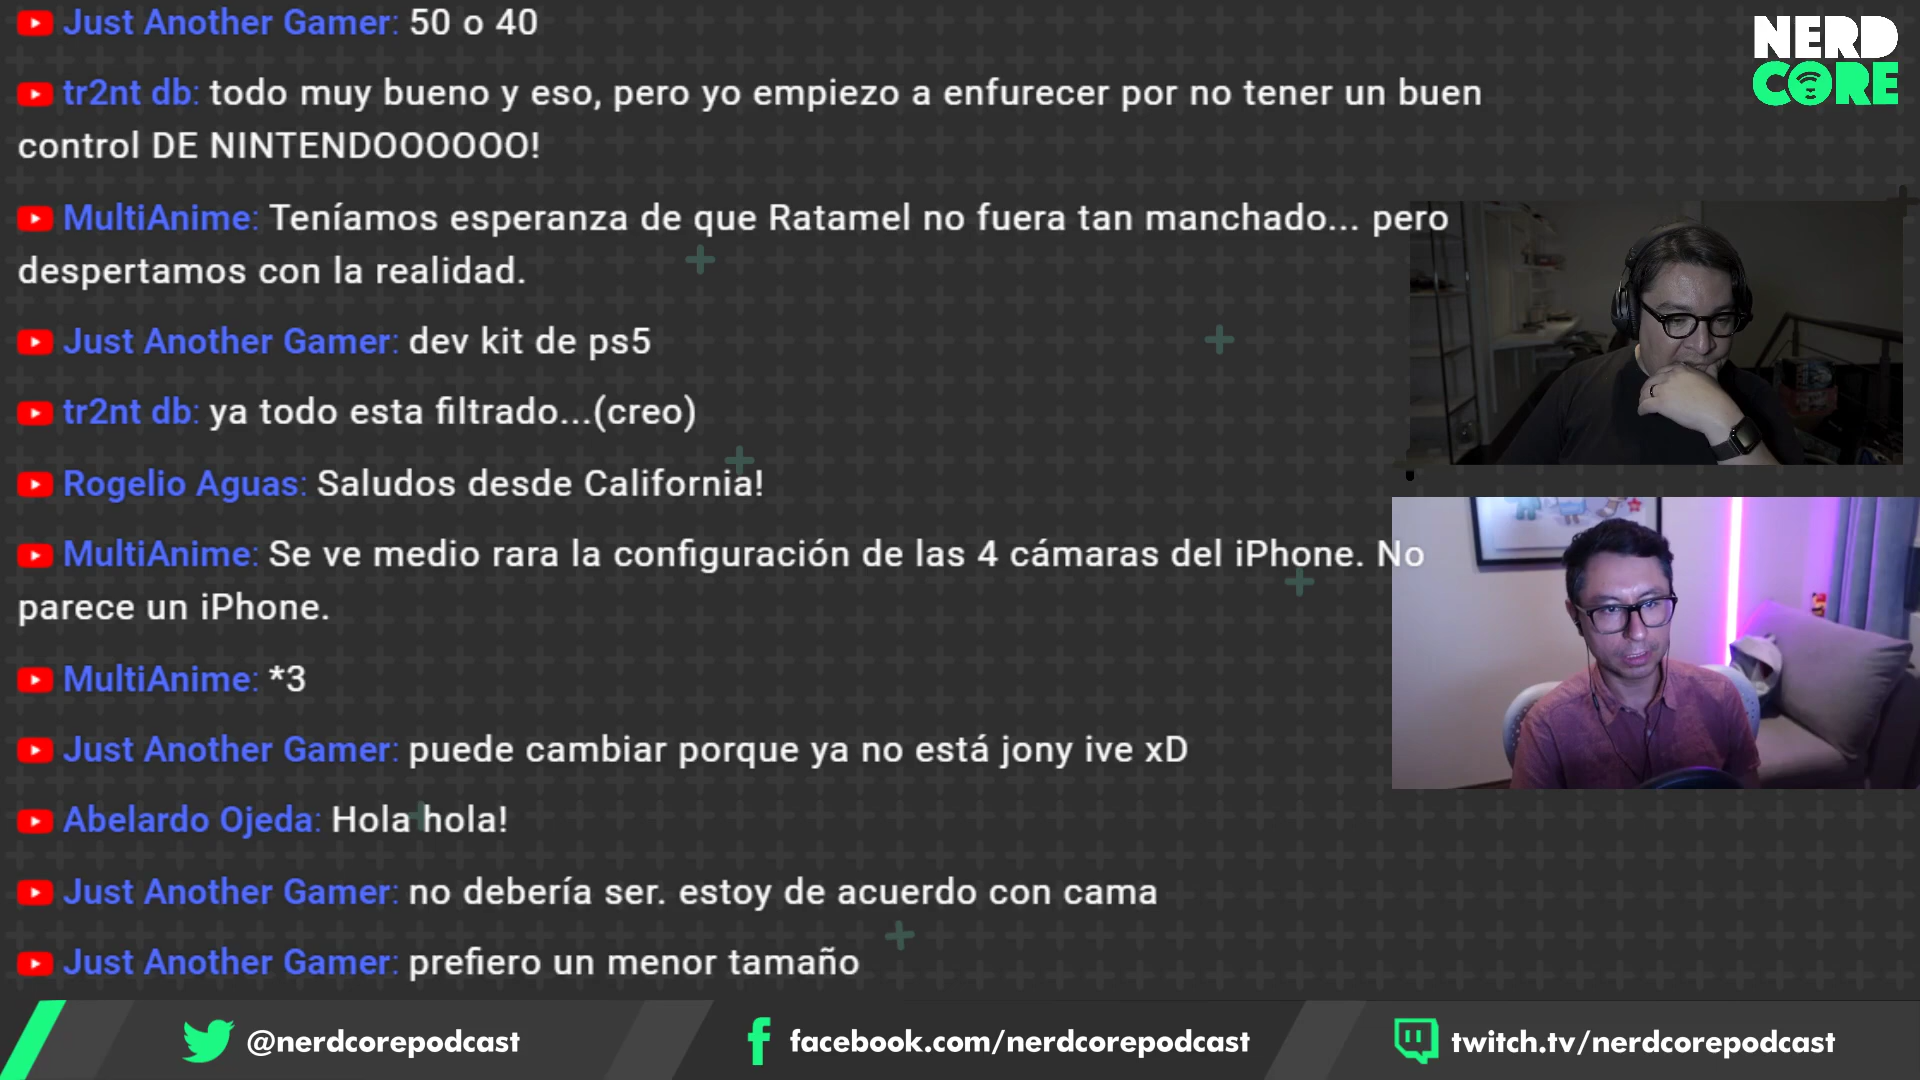 Just Another Gamer: 50 o 40
NERD
CORE
tr2nt db: todo muy bueno y eso, pero yo empiezo a enfurecer por no tener un buen
control DE NINTENDOOOOOO!
MultiAnime: Teníamos esperanza de que Ratamel no fuera tan manchado... pero
despertamos con la realidad.
Just Another Gamer: dev kit de ps5
tr2nt db: ya todo esta filtrado...(creo)
Rogelio Aguas: Saludos desde California!
MultiAnime: Se ve medio rara la configuración de las 4 cámaras del iPhone. No
parece un iPhone.
MultiAnime: *3
Just Another Gamer: puede cambiar porque ya no está jony ive xD
Abelardo Ojeda: Hola hola!
Just Another Gamer: no debería ser. estoy de acuerdo con cama
Just Another Gamer: prefiero un menor tamaño
@nerdcorepodcast
facebook.com/nerdcorepodcast
twitch.tv/nerdcorepodcast